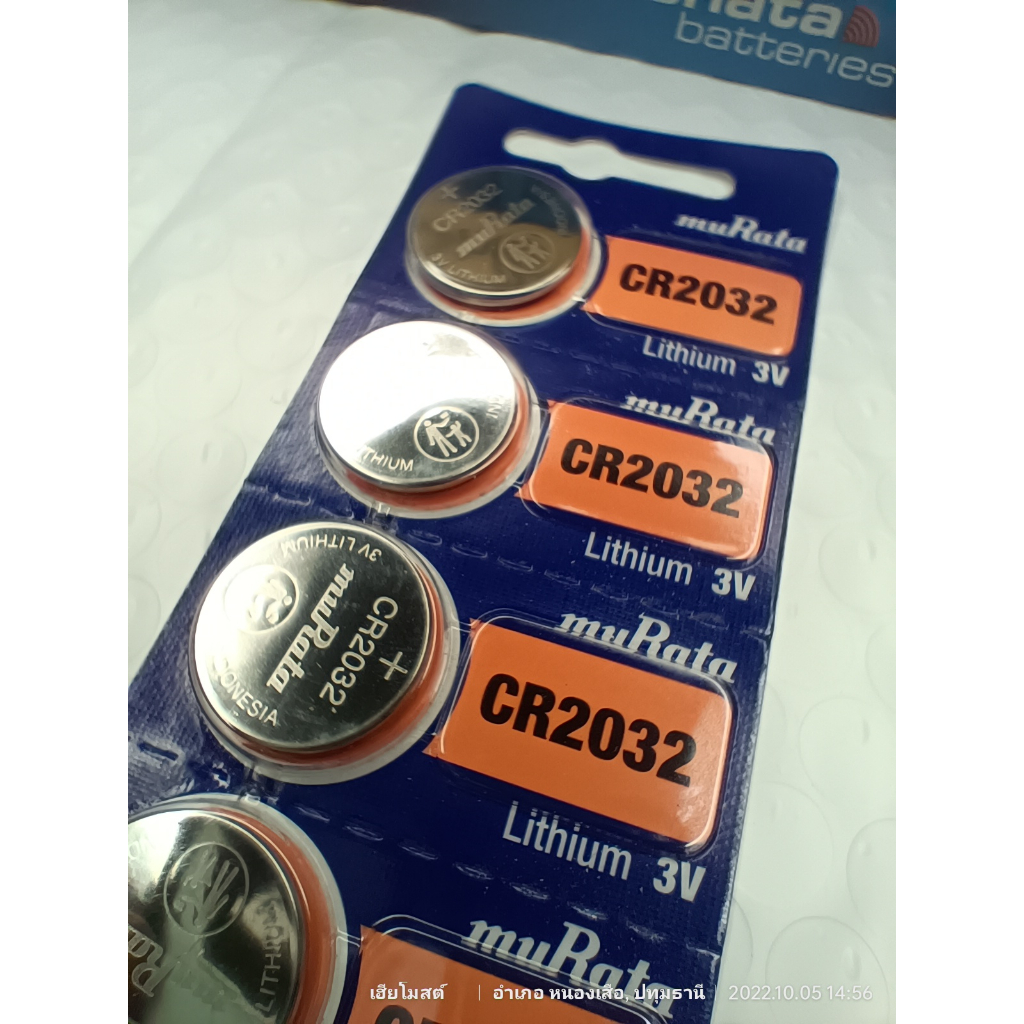 batteries
muRata
CR2032
Lithium 3V
+
CR2032
muRata
INDONESIA
3V LITHIUM
muRata
CR2032
Lithium 3V
muRata
CR2032
Lithium 3V
3V LITHIUM
muRata
CR2032
+
muRata
เฮียโมสต์ | อำเภอ หนองเสือ, ปทุมธานี | 2022.10.05 14:56